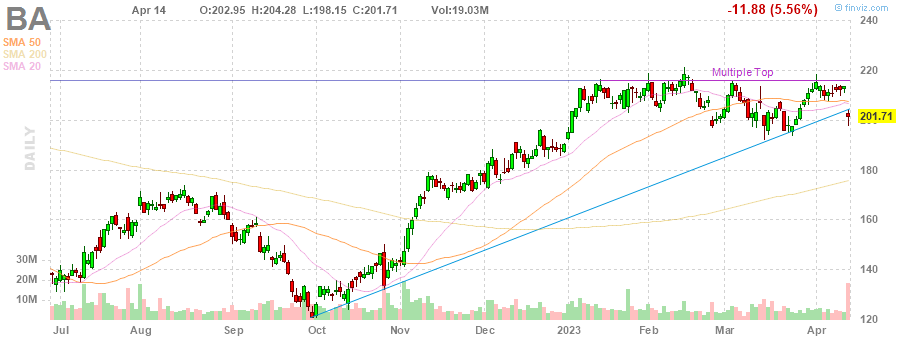 BA Apr 14 O:202.95 H:204.28 L:198.15 C:201.71 Vol:19.03M -11.88 (5.56%) finviz.com
SMA 50
SMA 200
SMA 20
240
220
Multiple Top
201.71
200
DAILY
180
160
30M
140
20M
10M
120
Jul Aug Sep Oct Nov Dec 2023 Feb Mar Apr